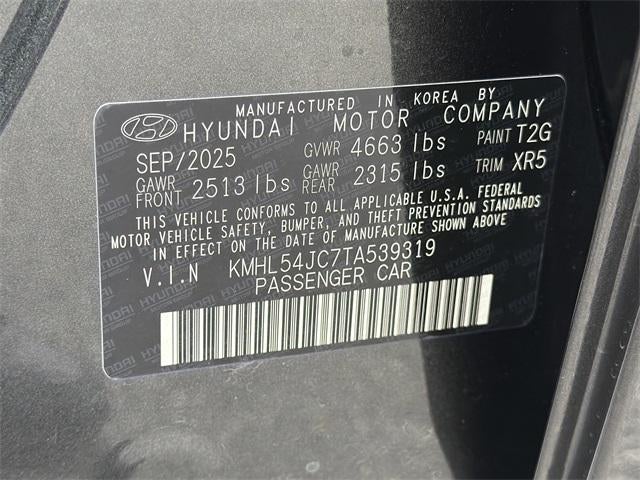 MANUFACTURED IN KOREA BY
HYUNDAI MOTOR COMPANY
SEP/2025 GVWR 4663 lbs PAINT T2G
GAWR FRONT 2513 lbs GAWR REAR 2315 lbs TRIM XR5
THIS VEHICLE CONFORMS TO ALL APPLICABLE U.S.A. FEDERAL
MOTOR VEHICLE SAFETY, BUMPER, AND THEFT PREVENTION STANDARDS
IN EFFECT ON THE DATE OF MANUFACTURE SHOWN ABOVE
V.I.N KMHL54JC7TA539319
PASSENGER CAR